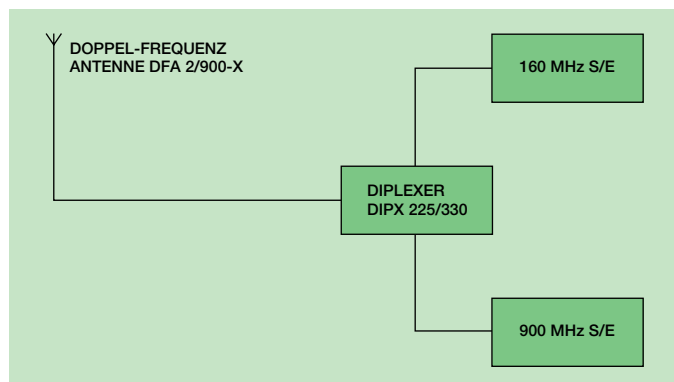 DOPPEL-FREQUENZ
ANTENNE DFA 2/900-X
160 MHz S/E
DIPLEXER
DIPX 225/330
900 MHz S/E